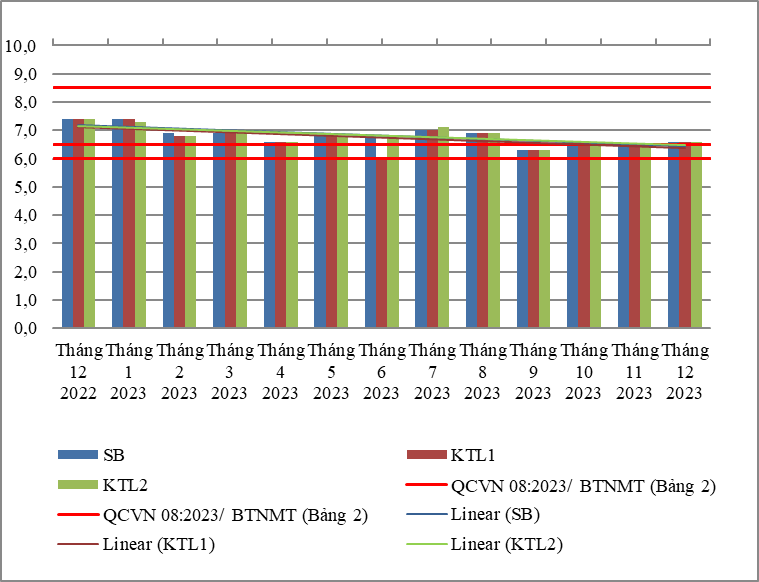 10,0
9,0
8,0
7,0
6,0
5,0
4,0
3,0
2,0
1,0
0,0
Tháng Tháng Tháng Tháng Tháng Tháng Tháng Tháng Tháng Tháng Tháng Tháng Tháng
12 1 2 3 4 5 6 7 8 9 10 11 12
2022 2023 2023 2023 2023 2023 2023 2023 2023 2023 2023 2023 2023
SB KTL1
KTL2 QCVN 08:2023/ BTNMT (Bảng 2)
QCVN 08:2023/ BTNMT (Bảng 2) Linear (SB)
Linear (KTL1) Linear (KTL2)